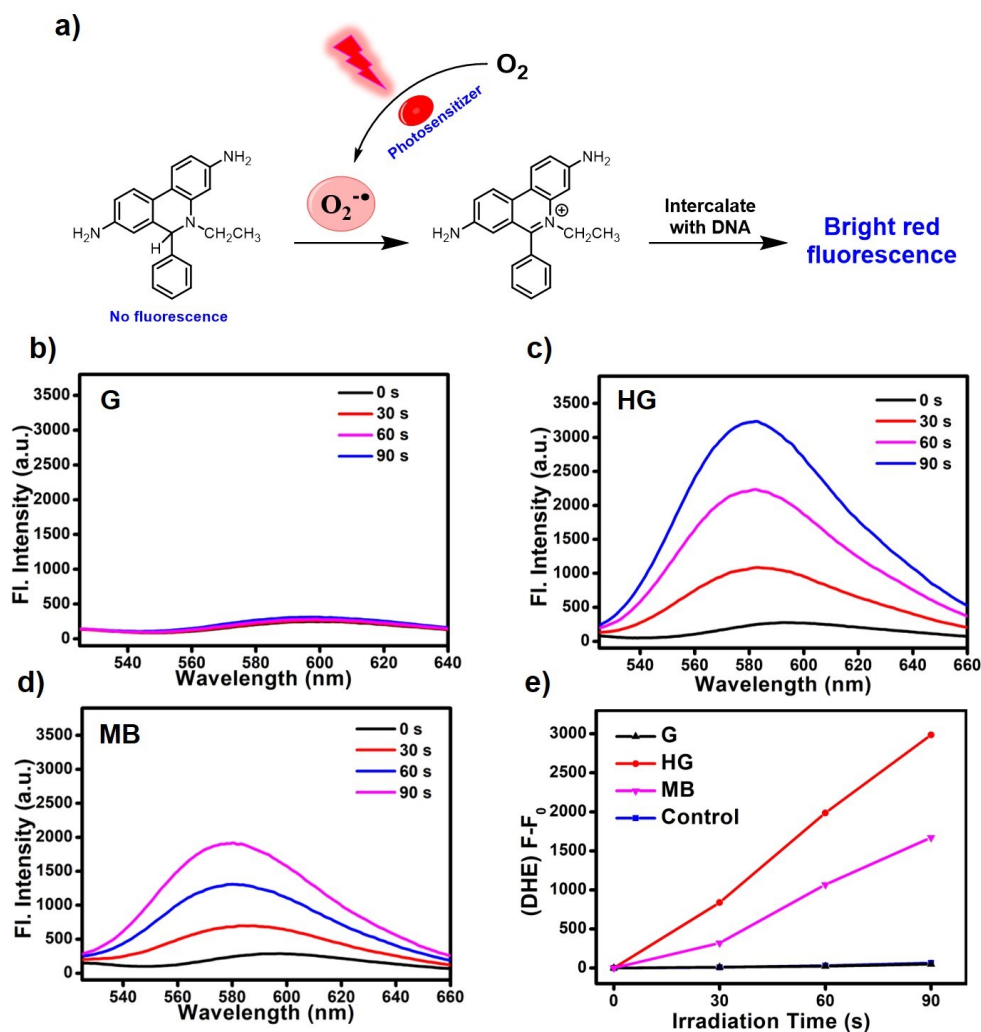 a)
O2
Photosensitizer
NH2
H2N
N
H
CH2CH3
No fluorescence
O2−•
NH2
H2N
N
+
CH2CH3
Intercalate
with DNA
Bright red
fluorescence
b)
G
0 s
30 s
60 s
90 s
3500
3000
2500
2000
1500
1000
500
0
Fl. Intensity (a.u.)
540 560 580 600 620 640
Wavelength (nm)
c)
HG
0 s
30 s
60 s
90 s
3500
3000
2500
2000
1500
1000
500
0
Fl. Intensity (a.u.)
540 560 580 600 620 640 660
Wavelength (nm)
d)
MB
0 s
30 s
60 s
90 s
3500
3000
2500
2000
1500
1000
500
0
Fl. Intensity (a.u.)
540 560 580 600 620 640 660
Wavelength (nm)
e)
G
HG
MB
Control
3000
2500
2000
1500
1000
500
0
(DHE) F-F0
0 30 60 90
Irradiation Time (s)